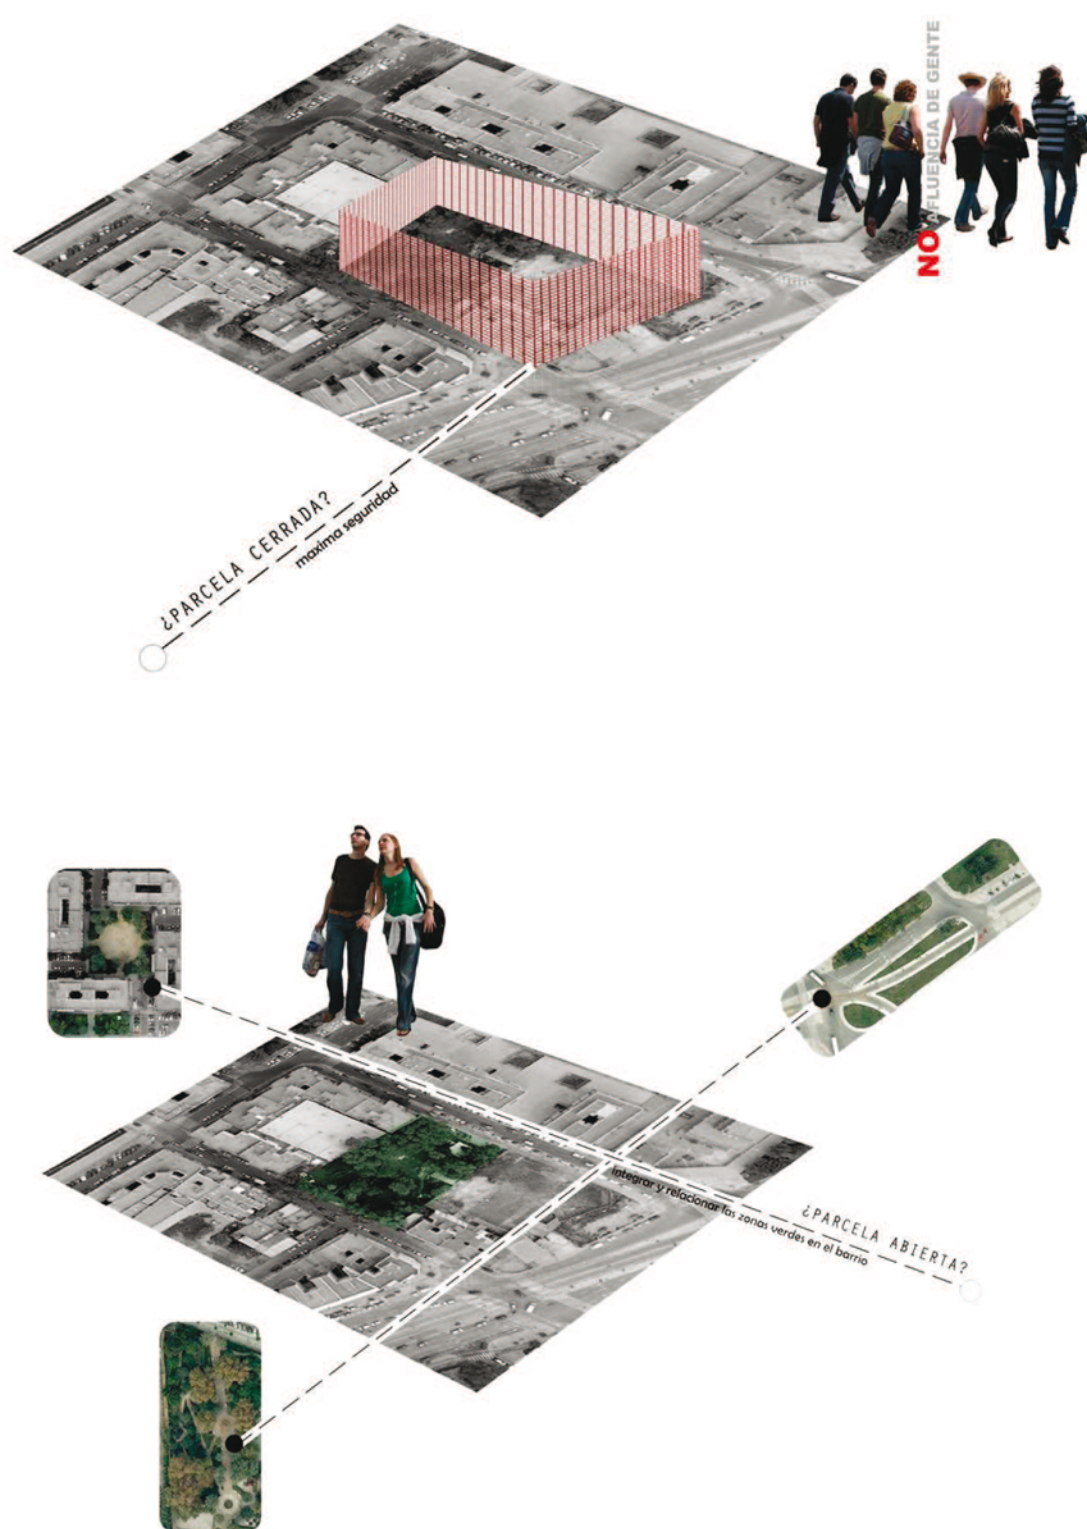 NO AFLUENCIA DE GENTE
¿PARCELA CERRADA?
maxima seguridad
integrar y relacionar las zonas verdes en el barrio
¿PARCELA ABIERTA?